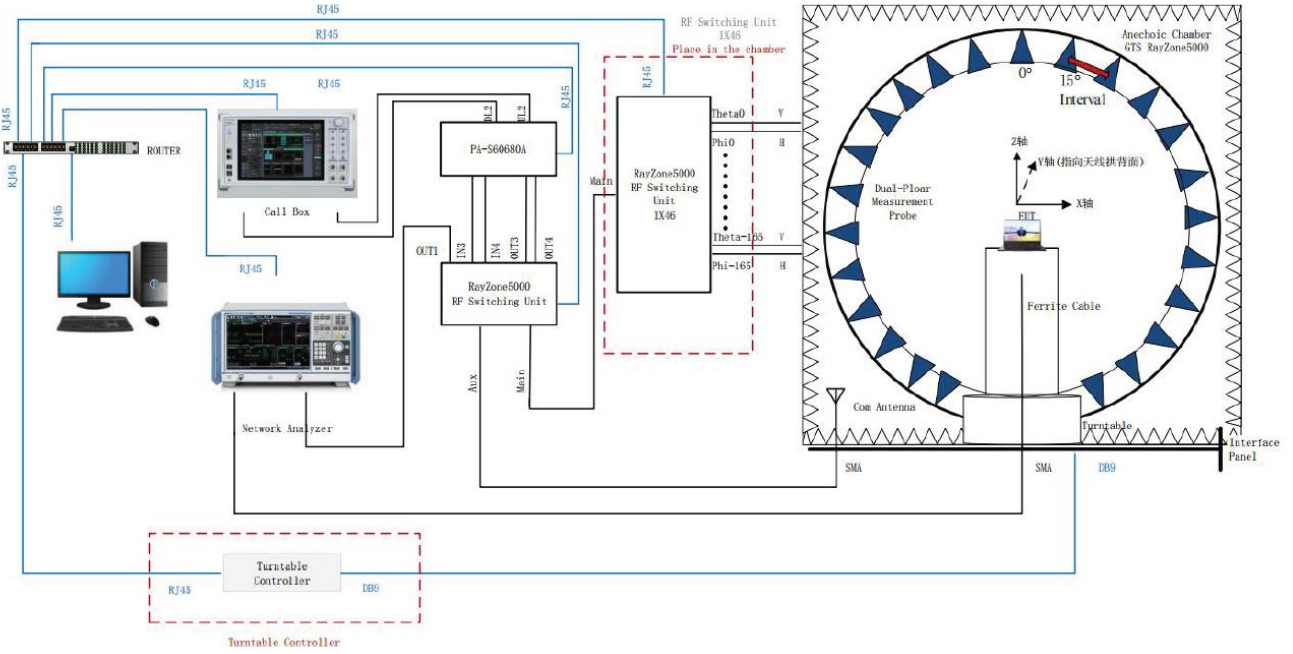 RJ45
RF Switching Unit
1X46
Place in the chamber
RJ45
Anechoic Chamber
GTS RayZone5000
0°
15°
Interval
RJ45
RJ45
RJ45
RJ45
RJ45
DL2
UL2
RJ45
ROUTER
PA-S60680A
Theta0
V
Phi0
H
RayZone5000
RF Switching
Unit
1X46
Main
Z轴
Y轴(指向天线拱背面)
X轴
Dual-Ploar
Measurement
Probe
EUT
RJ45
Call Box
RJ45
OUT1
IN3
IN4
OUT3
OUT4
Theta-165
V
Phi-165
H
RJ45
RayZone5000
RF Switching Unit
Ferrite Cable
Aux
Main
Com Antenna
Network Analyzer
Turntable
Interface
Panel
SMA
SMA
DB9
Turntable
Controller
RJ45
DB9
Turntable Controller